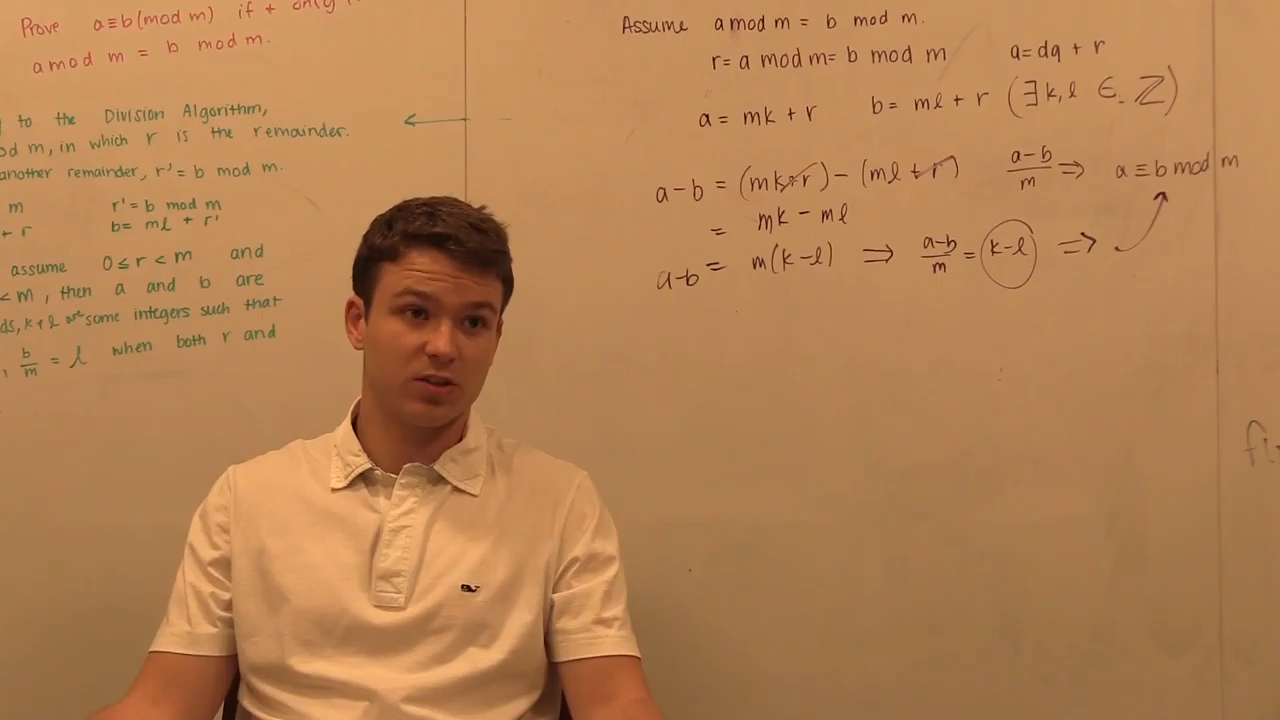 Prove a≡b (mod m) if + only
a mod m = b mod m.
to the Division Algorithm,
od m, in which r is the remainder.
another remainder, r' = b mod m.
m r' = b mod m
+ r b = ml + r'
assume 0 ≤ r < m and
< m, then a and b are
ds, k + l are some integers such that
, b/m = l when both r and
Assume a mod m = b mod m.
r = a mod m = b mod m a = dq + r
a = mk + r b = ml + r (∃ k, l ∈ ℤ)
a-b = (mk+r) - (ml + r) a-b/m ⇒ a ≡ b mod m
= mk - ml
a-b = m(k-l) ⇒ a-b/m = k-l ⇒